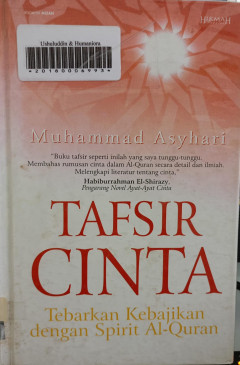 HIKMAH
Ushuluddin & Humaniora
Muhammad Asyhari
"Buku tafsir seperti inilah yang saya tunggu-tunggu.
Membahas rumusan cinta dalam Al-Quran secara detail dan ilmiah.
Melengkapi literatur tentang cinta."
Habiburrahman El-Shirazy,
Pengarang Novel Ayat-Ayat Cinta
TAFSIR
CINTA
Tebarkan Kebajikan
dengan Spirit Al-Quran